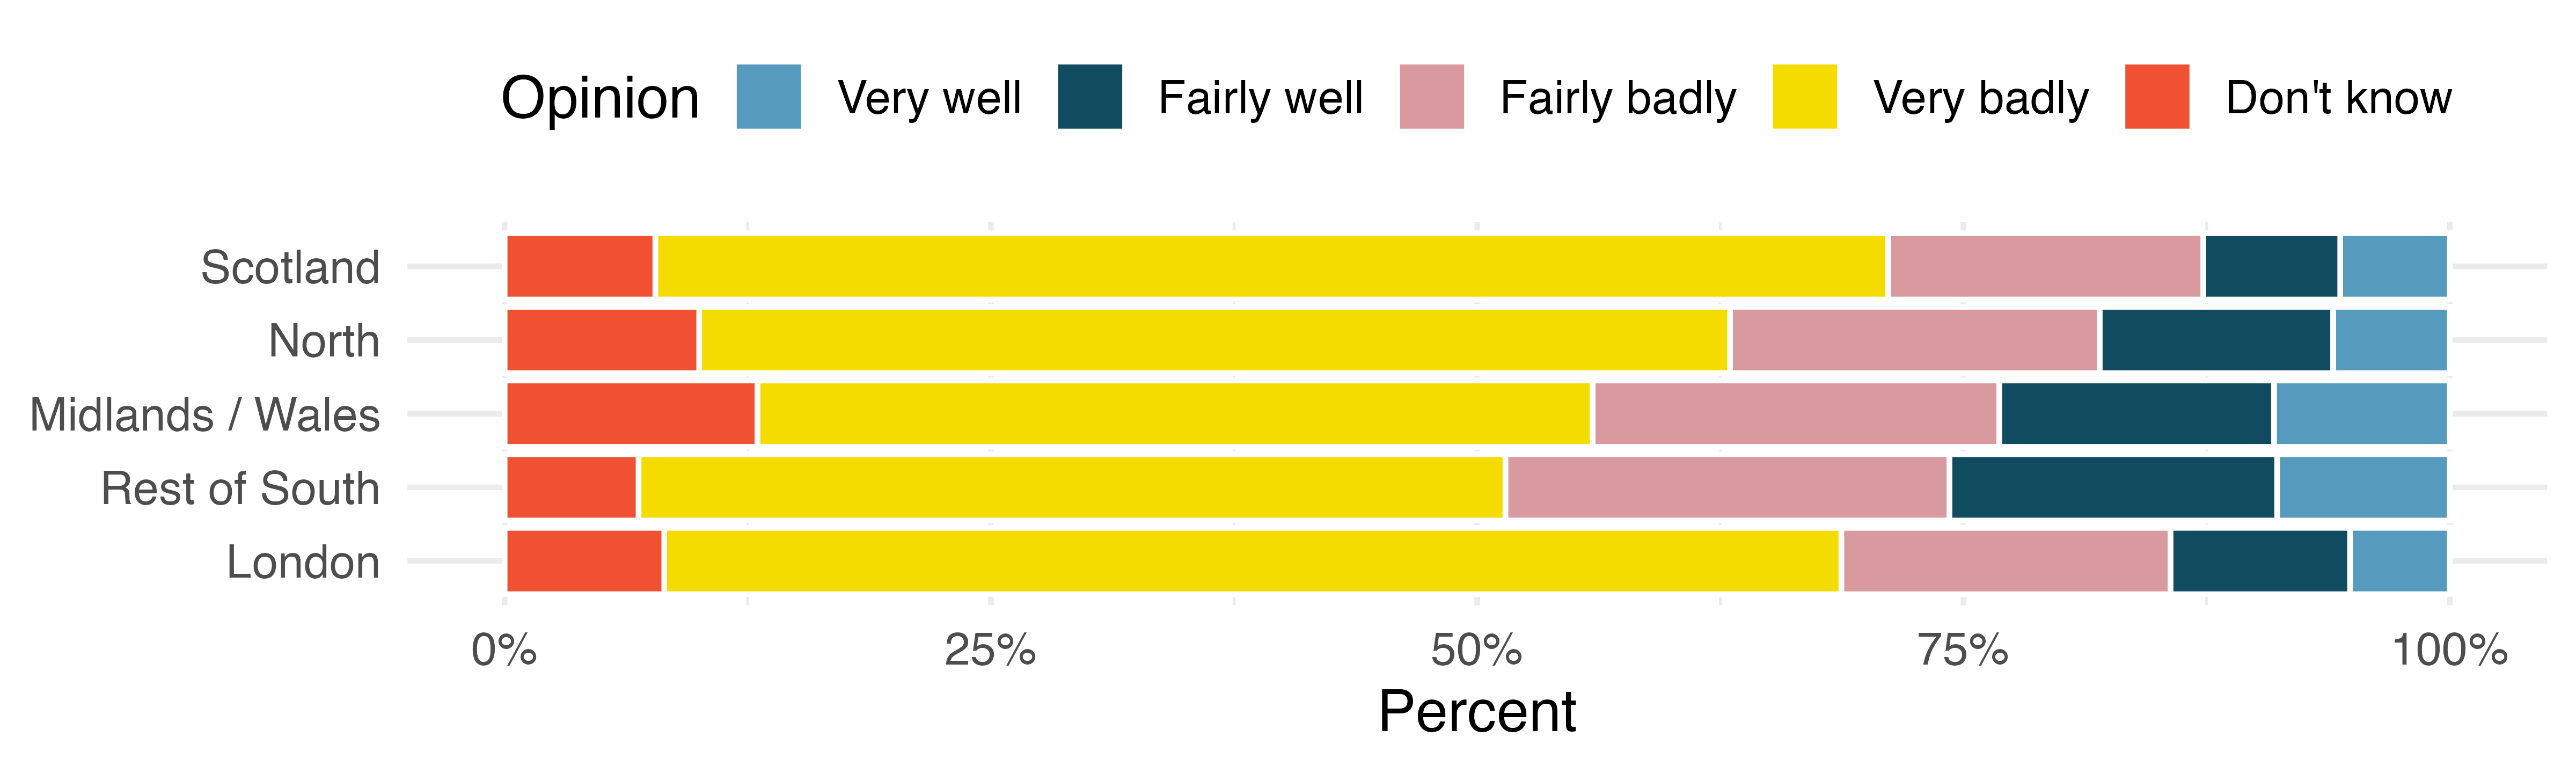 Opinion Very well Fairly well Fairly badly Very badly Don't know
Scotland
North
Midlands / Wales
Rest of South
London
0% 25% 50% 75% 100%
Percent